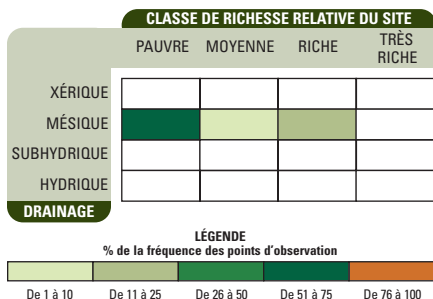 CLASSE DE RICHESSE RELATIVE DU SITE
PAUVRE MOYENNE RICHE TRÈS
RICHE
XÉRIQUE
MÉSIQUE
SUBHYDRIQUE
HYDRIQUE
DRAINAGE
LÉGENDE
% de la fréquence des points d'observation
De 1 à 10 De 11 à 25 De 26 à 50 De 51 à 75 De 76 à 100